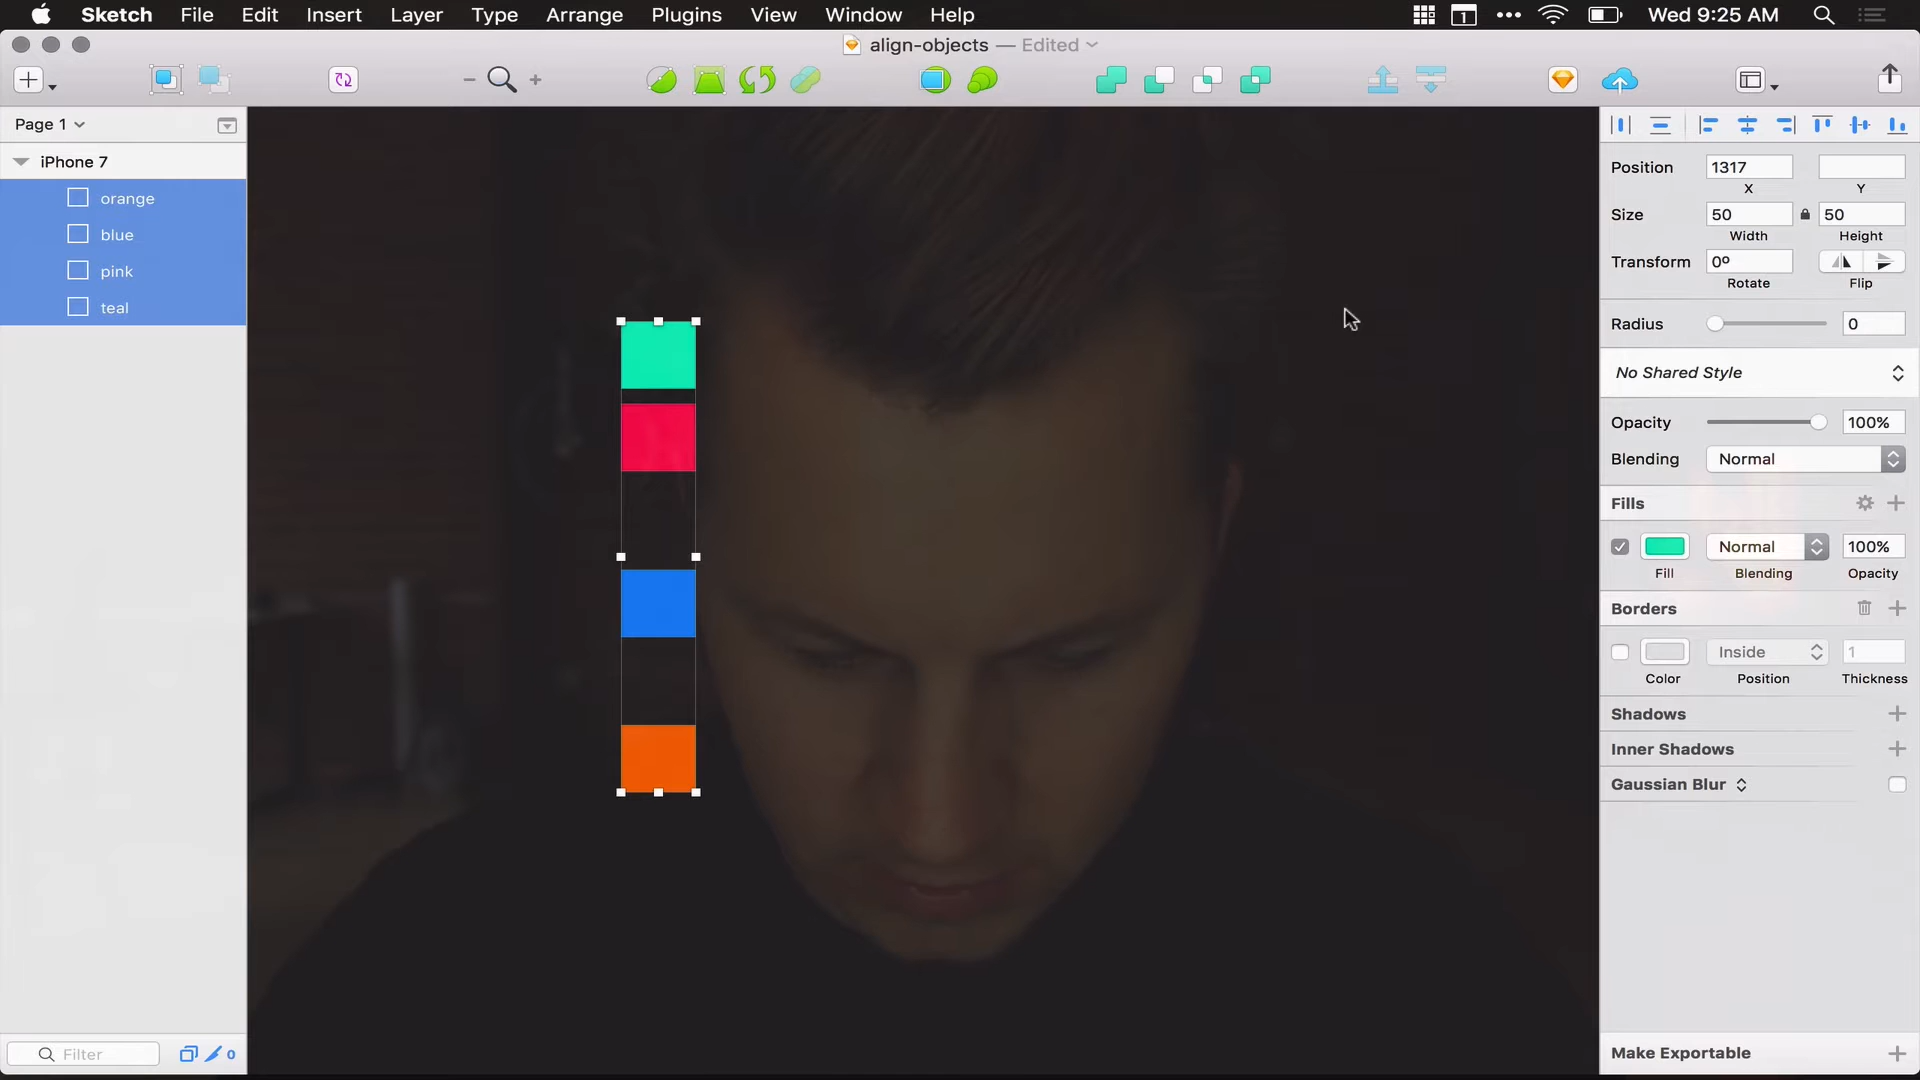 Sketch File Edit Insert Layer Type Arrange Plugins View Window Help 1 Wed 9:25 AM
align-objects — Edited
Page 1
iPhone 7
orange
blue
pink
teal
Filter 0
Position 1317
X Y
Size 50 50
Width Height
Transform 0º
Rotate Flip
Radius 0
No Shared Style
Opacity 100%
Blending Normal
Fills
Normal 100%
Fill Blending Opacity
Borders
Inside 1
Color Position Thickness
Shadows
Inner Shadows
Gaussian Blur
Make Exportable